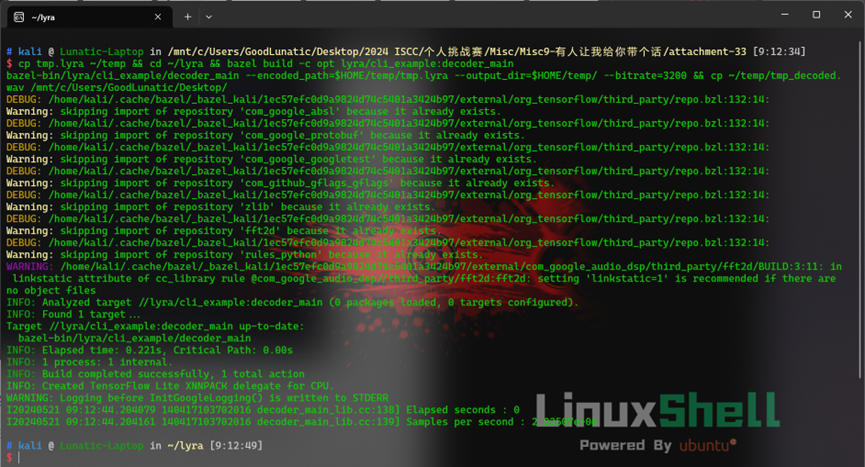 ~/lyra
# kali @ Lunatic-Laptop in /mnt/c/Users/GoodLunatic/Desktop/2024 ISCC/个人挑战赛/Misc/Misc9-有人让我给你带个话/attachment-33 [9:12:34]
$ cp tmp.lyra ~/temp && cd ~/lyra && bazel build -c opt lyra/cli_example:decoder_main
bazel-bin/lyra/cli_example/decoder_main --encoded_path=$HOME/temp/tmp.lyra --output_dir=$HOME/temp/ --bitrate=3200 && cp ~/temp/tmp_decoded.
wav /mnt/c/Users/GoodLunatic/Desktop/
DEBUG: /home/kali/.cache/bazel/_bazel_kali/1ec57efc0d9a9824d74c5401a3424b97/external/org_tensorflow/third_party/repo.bzl:132:14:
Warning: skipping import of repository 'com_google_absl' because it already exists.
DEBUG: /home/kali/.cache/bazel/_bazel_kali/1ec57efc0d9a9824d74c5401a3424b97/external/org_tensorflow/third_party/repo.bzl:132:14:
Warning: skipping import of repository 'com_google_protobuf' because it already exists.
DEBUG: /home/kali/.cache/bazel/_bazel_kali/1ec57efc0d9a9824d74c5401a3424b97/external/org_tensorflow/third_party/repo.bzl:132:14:
Warning: skipping import of repository 'com_google_googletest' because it already exists.
DEBUG: /home/kali/.cache/bazel/_bazel_kali/1ec57efc0d9a9824d74c5401a3424b97/external/org_tensorflow/third_party/repo.bzl:132:14:
Warning: skipping import of repository 'com_github_gflags_gflags' because it already exists.
DEBUG: /home/kali/.cache/bazel/_bazel_kali/1ec57efc0d9a9824d74c5401a3424b97/external/org_tensorflow/third_party/repo.bzl:132:14:
Warning: skipping import of repository 'zlib' because it already exists.
DEBUG: /home/kali/.cache/bazel/_bazel_kali/1ec57efc0d9a9824d74c5401a3424b97/external/org_tensorflow/third_party/repo.bzl:132:14:
Warning: skipping import of repository 'fft2d' because it already exists.
DEBUG: /home/kali/.cache/bazel/_bazel_kali/1ec57efc0d9a9824d74c5401a3424b97/external/org_tensorflow/third_party/repo.bzl:132:14:
Warning: skipping import of repository 'rules_python' because it already exists.
WARNING: /home/kali/.cache/bazel/_bazel_kali/1ec57efc0d9a9824d74c5401a3424b97/external/com_google_audio_dsp/third_party/fft2d/BUILD:3:11: in
linkstatic attribute of cc_library rule @com_google_audio_dsp//third_party/fft2d:fft2d: setting 'linkstatic=1' is recommended if there are
no object files
INFO: Analyzed target //lyra/cli_example:decoder_main (0 packages loaded, 0 targets configured).
INFO: Found 1 target...
Target //lyra/cli_example:decoder_main up-to-date:
bazel-bin/lyra/cli_example/decoder_main
INFO: Elapsed time: 0.221s, Critical Path: 0.00s
INFO: 1 process: 1 internal.
INFO: Build completed successfully, 1 total action
INFO: Created TensorFlow Lite XNNPACK delegate for CPU.
WARNING: Logging before InitGoogleLogging() is written to STDERR
I20240521 09:12:44.204079 140417103702016 decoder_main_lib.cc:138] Elapsed seconds : 0
I20240521 09:12:44.204161 140417103702016 decoder_main_lib.cc:139] Samples per second :
LinuxShell
Powered By ubuntu
# kali @ Lunatic-Laptop in ~/lyra [9:12:49]
$